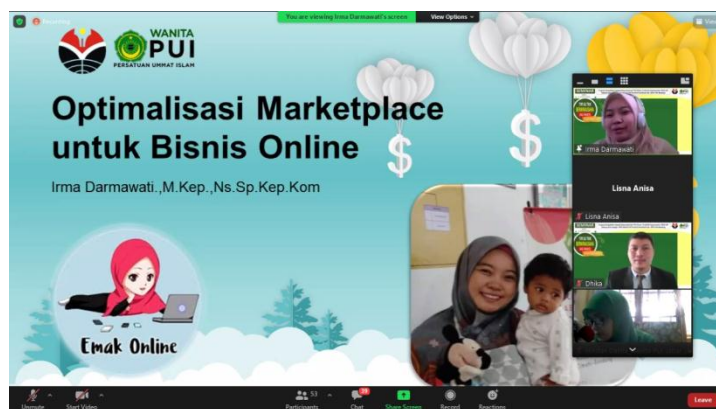 Recording
You are viewing Irma Darmawati's screen
View Options
View
WANITA
PUI
PERSATUAN UMMAT ISLAM
Optimalisasi Marketplace
untuk Bisnis Online
Irma Darmawati.,M.Kep.,Ns.Sp.Kep.Kom
$
$
Emak Online
Irma Darmawati
Lisna Anisa
Lisna Anisa
Dhika
Unmute
Start Video
Participants
53
Chat
Share Screen
Record
Reactions
Leave